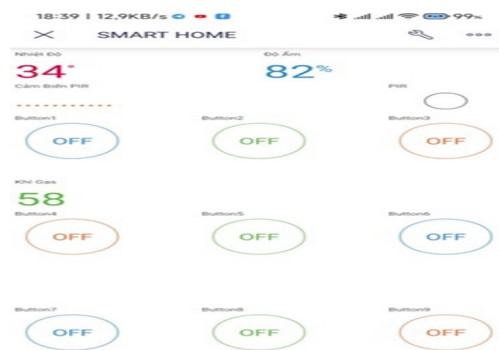 18:39 | 12,9KB/s 99%
SMART HOME
Nhiệt Độ Độ Ẩm
34° 82%
Cảm Biến PIR PIR
Button1 Button2 Button3
OFF OFF OFF
Khí Gas
58
Button4 Button5 Button6
OFF OFF OFF
Button7 Button8 Button9
OFF OFF OFF